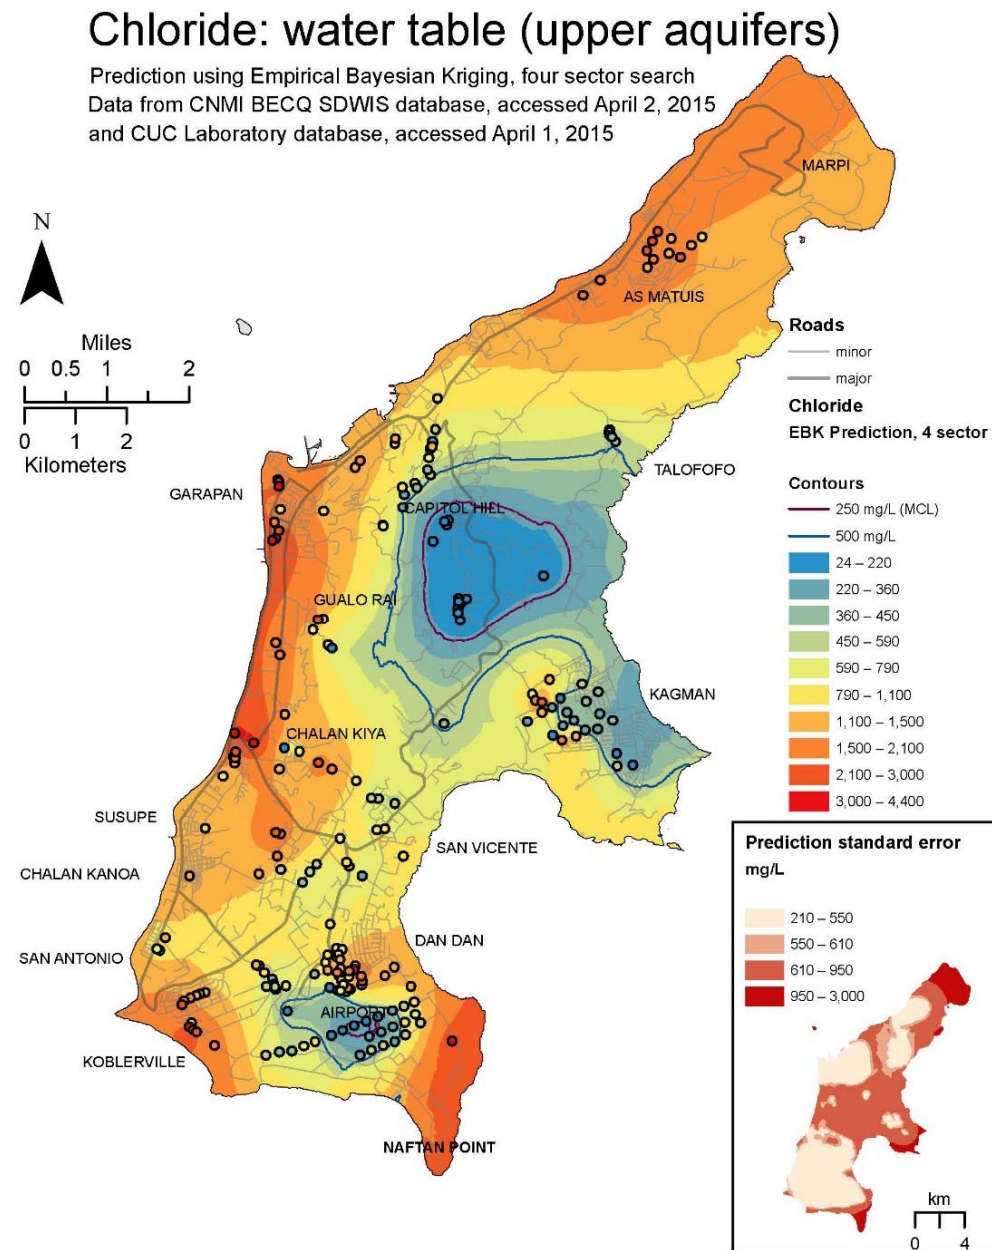 Chloride: water table (upper aquifers)
Prediction using Empirical Bayesian Kriging, four sector search
Data from CNMI BECQ SDWIS database, accessed April 2, 2015
and CUC Laboratory database, accessed April 1, 2015
N
Miles
0 0.5 1 2
0 1 2
Kilometers
MARPI
AS MATUIS
TALOFOFO
GARAPAN
CAPITOL HILL
GUALO RAI
KAGMAN
CHALAN KIYA
SUSUPE
SAN VICENTE
CHALAN KANOA
DAN DAN
SAN ANTONIO
AIRPORT
KOBLERVILLE
NAFTAN POINT
Roads
minor
major
Chloride
EBK Prediction, 4 sector
Contours
250 mg/L (MCL)
500 mg/L
24 – 220
220 – 360
360 – 450
450 – 590
590 – 790
790 – 1,100
1,100 – 1,500
1,500 – 2,100
2,100 – 3,000
3,000 – 4,400
Prediction standard error
mg/L
210 – 550
550 – 610
610 – 950
950 – 3,000
km
0 4